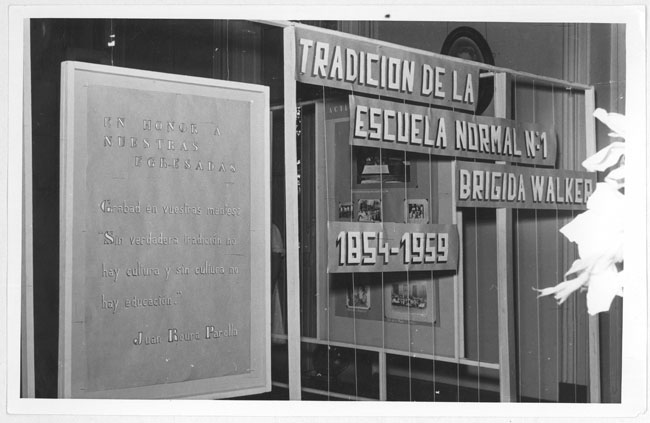 EN HONOR A
NUESTRAS
EGRESADAS
Grabad en vuestras mentes:
"Sin verdadera tradición no
hay cultura y sin cultura no
hay educación."
Juan Roura Parella
TRADICION DE LA
ESCUELA NORMAL Nº1
BRIGIDA WALKER
1854-1959